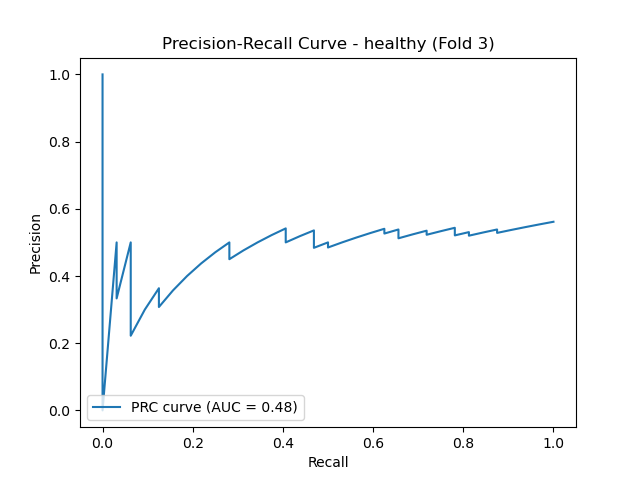 Precision-Recall Curve - healthy (Fold 3)
1.0
0.8
0.6
0.4
0.2
0.0
Precision
PRC curve (AUC = 0.48)
0.0 0.2 0.4 0.6 0.8 1.0
Recall